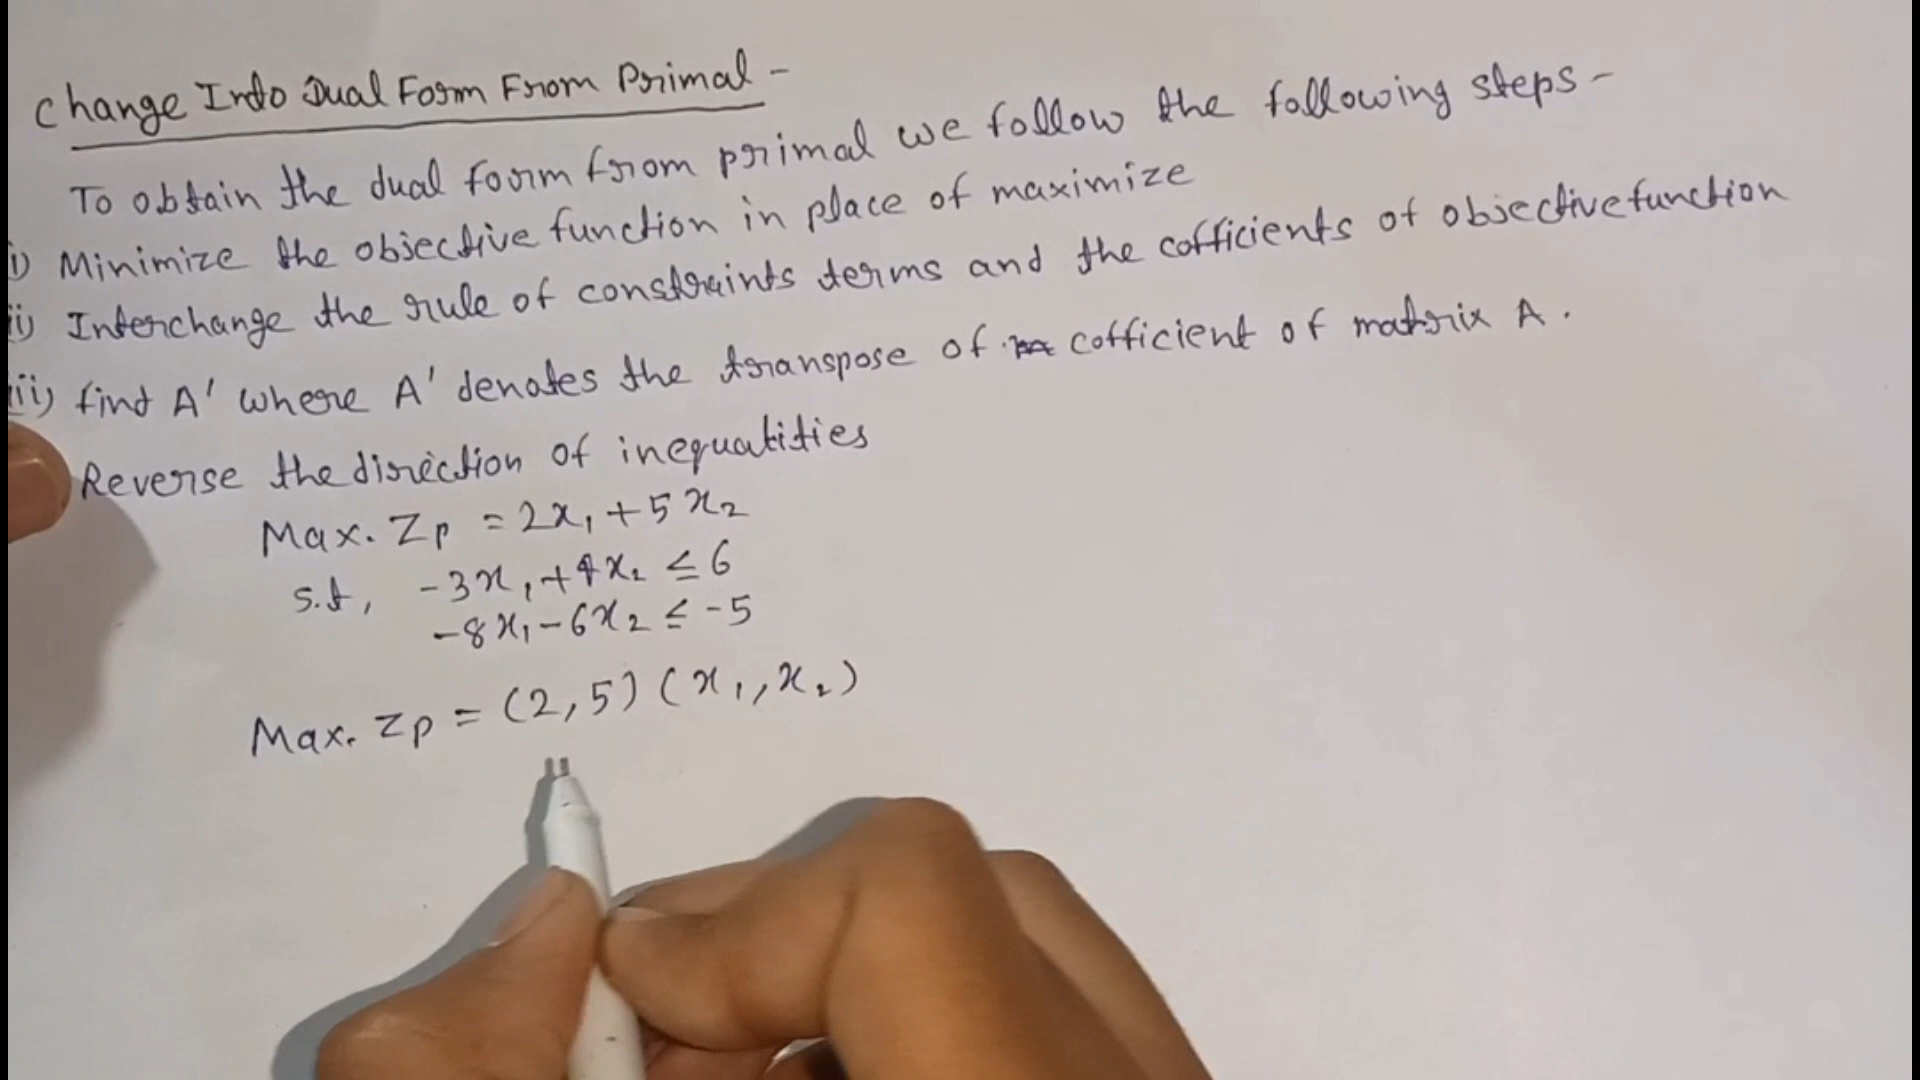 Change Into Dual Form From Primal -
To obtain the dual form from primal we follow the following steps -
i) Minimize the objective function in place of maximize
ii) Interchange the rule of constraints terms and the cofficients of objective function
iii) find A' where A' denotes the transpose of cofficient of matrix A.
Reverse the direction of inequatities
Max. Zp = 2x₁ + 5x₂
s.t, -3x₁ + 4x₂ ≤ 6
-8x₁ - 6x₂ ≤ -5
Max. Zp = (2,5) (x₁, x₂)